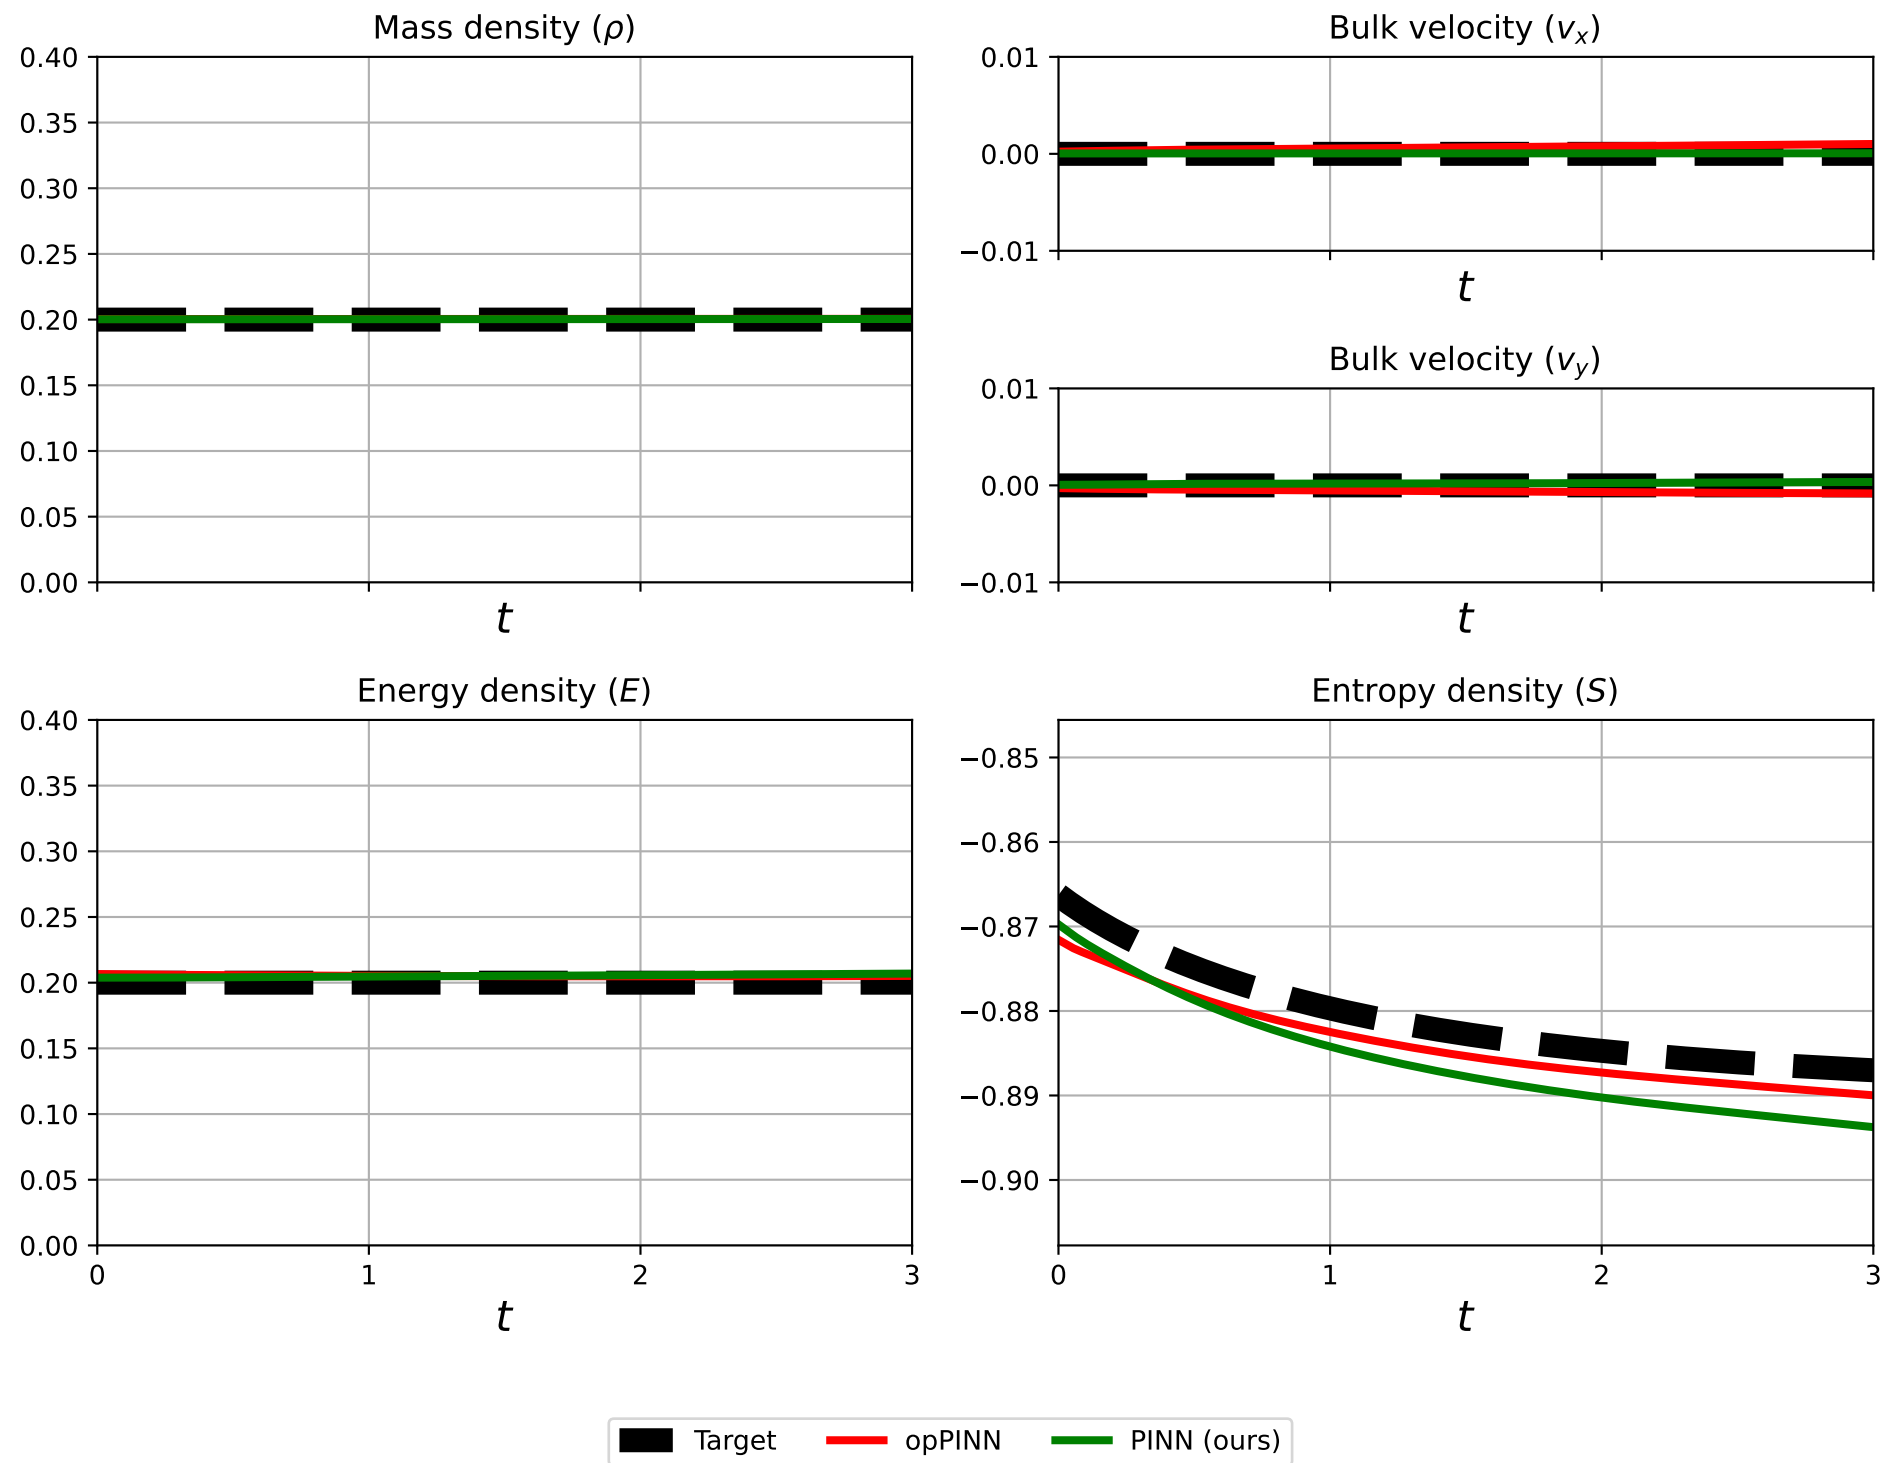 Mass density (ρ)
0.40
0.35
0.30
0.25
0.20
0.15
0.10
0.05
0.00
t
Bulk velocity (vₓ)
0.01
0.00
−0.01
t
Bulk velocity (v_y)
0.01
0.00
−0.01
t
Energy density (E)
0.40
0.35
0.30
0.25
0.20
0.15
0.10
0.05
0.00
0 1 2 3
t
Entropy density (S)
−0.85
−0.86
−0.87
−0.88
−0.89
−0.90
0 1 2 3
t
Target opPINN PINN (ours)